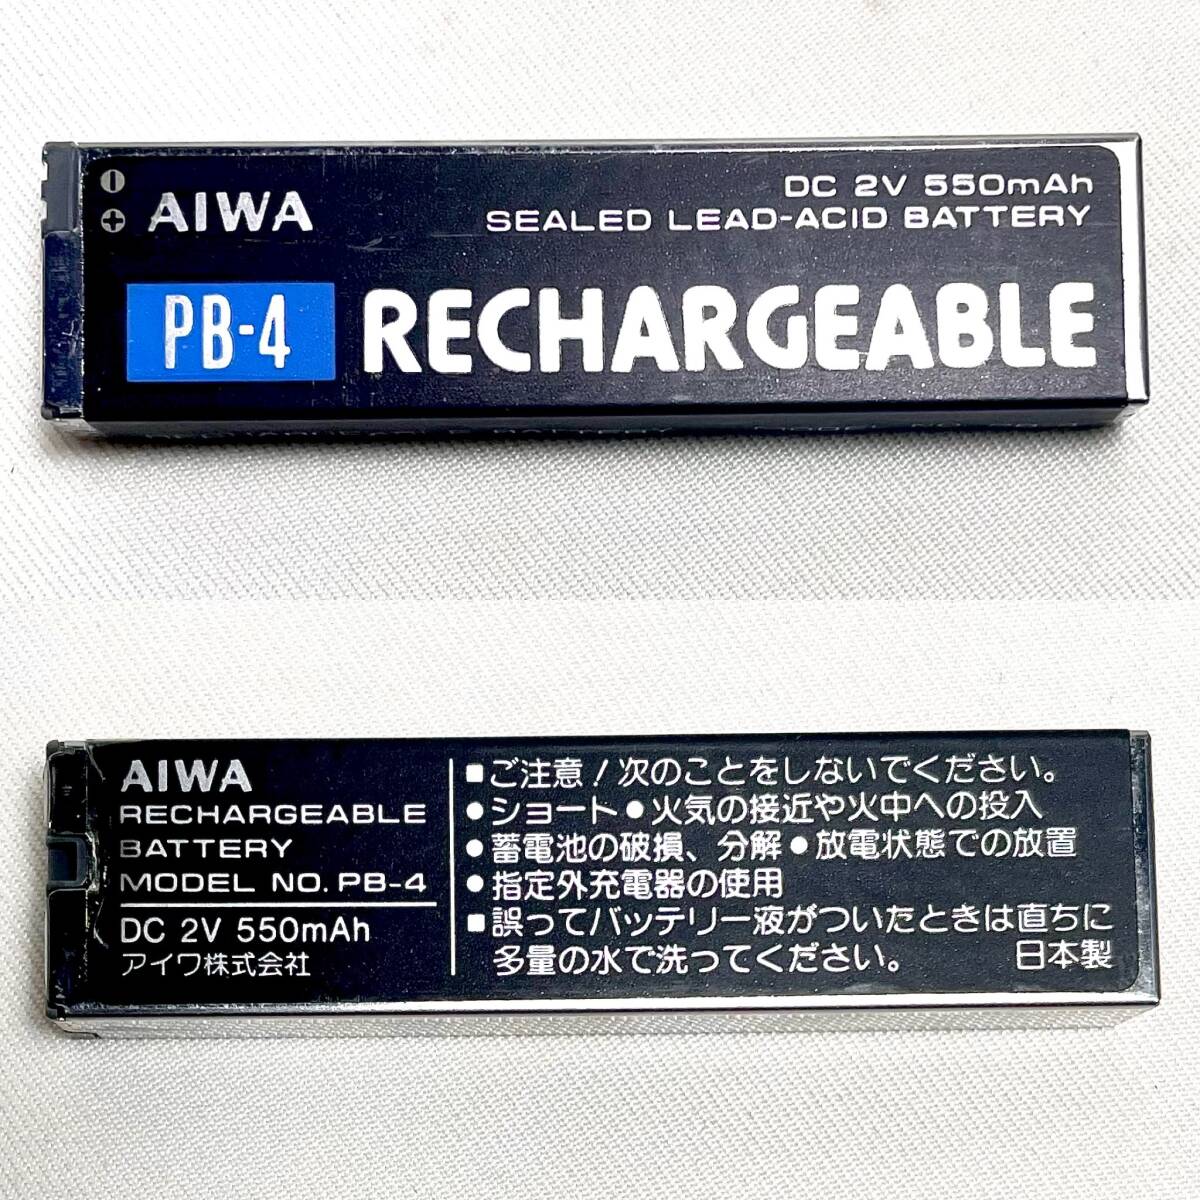 AIWA
DC 2V 550mAh
SEALED LEAD-ACID BATTERY
PB-4
RECHARGEABLE
AIWA
RECHARGEABLE
BATTERY
MODEL NO. PB-4
DC 2V 550mAh
アイワ株式会社
■ご注意!次のことをしないでください。
●ショート●火気の接近や火中への投入
●蓄電池の破損、分解●放電状態での放置
●指定外充電器の使用
■誤ってバッテリー液がついたときは直ちに
多量の水で洗ってください。
日本製